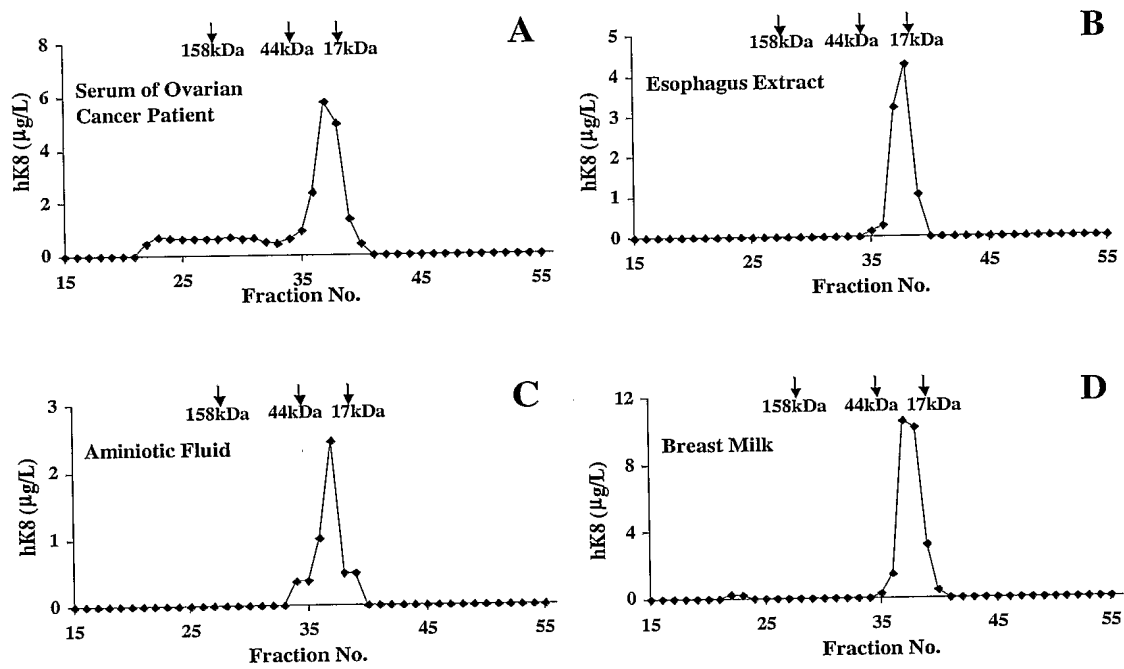 A
158kDa 44kDa 17kDa
Serum of Ovarian
Cancer Patient
hK8 (μg/L)
8
6
4
2
0
15 25 35 45 55
Fraction No.
B
158kDa 44kDa 17kDa
Esophagus Extract
hK8 (μg/L)
5
4
3
2
1
0
15 25 35 45 55
Fraction No.
C
158kDa 44kDa 17kDa
Aminiotic Fluid
hK8 (μg/L)
3
2
1
0
15 25 35 45 55
Fraction No.
D
158kDa 44kDa 17kDa
Breast Milk
hK8 (μg/L)
12
8
4
0
15 25 35 45 55
Fraction No.